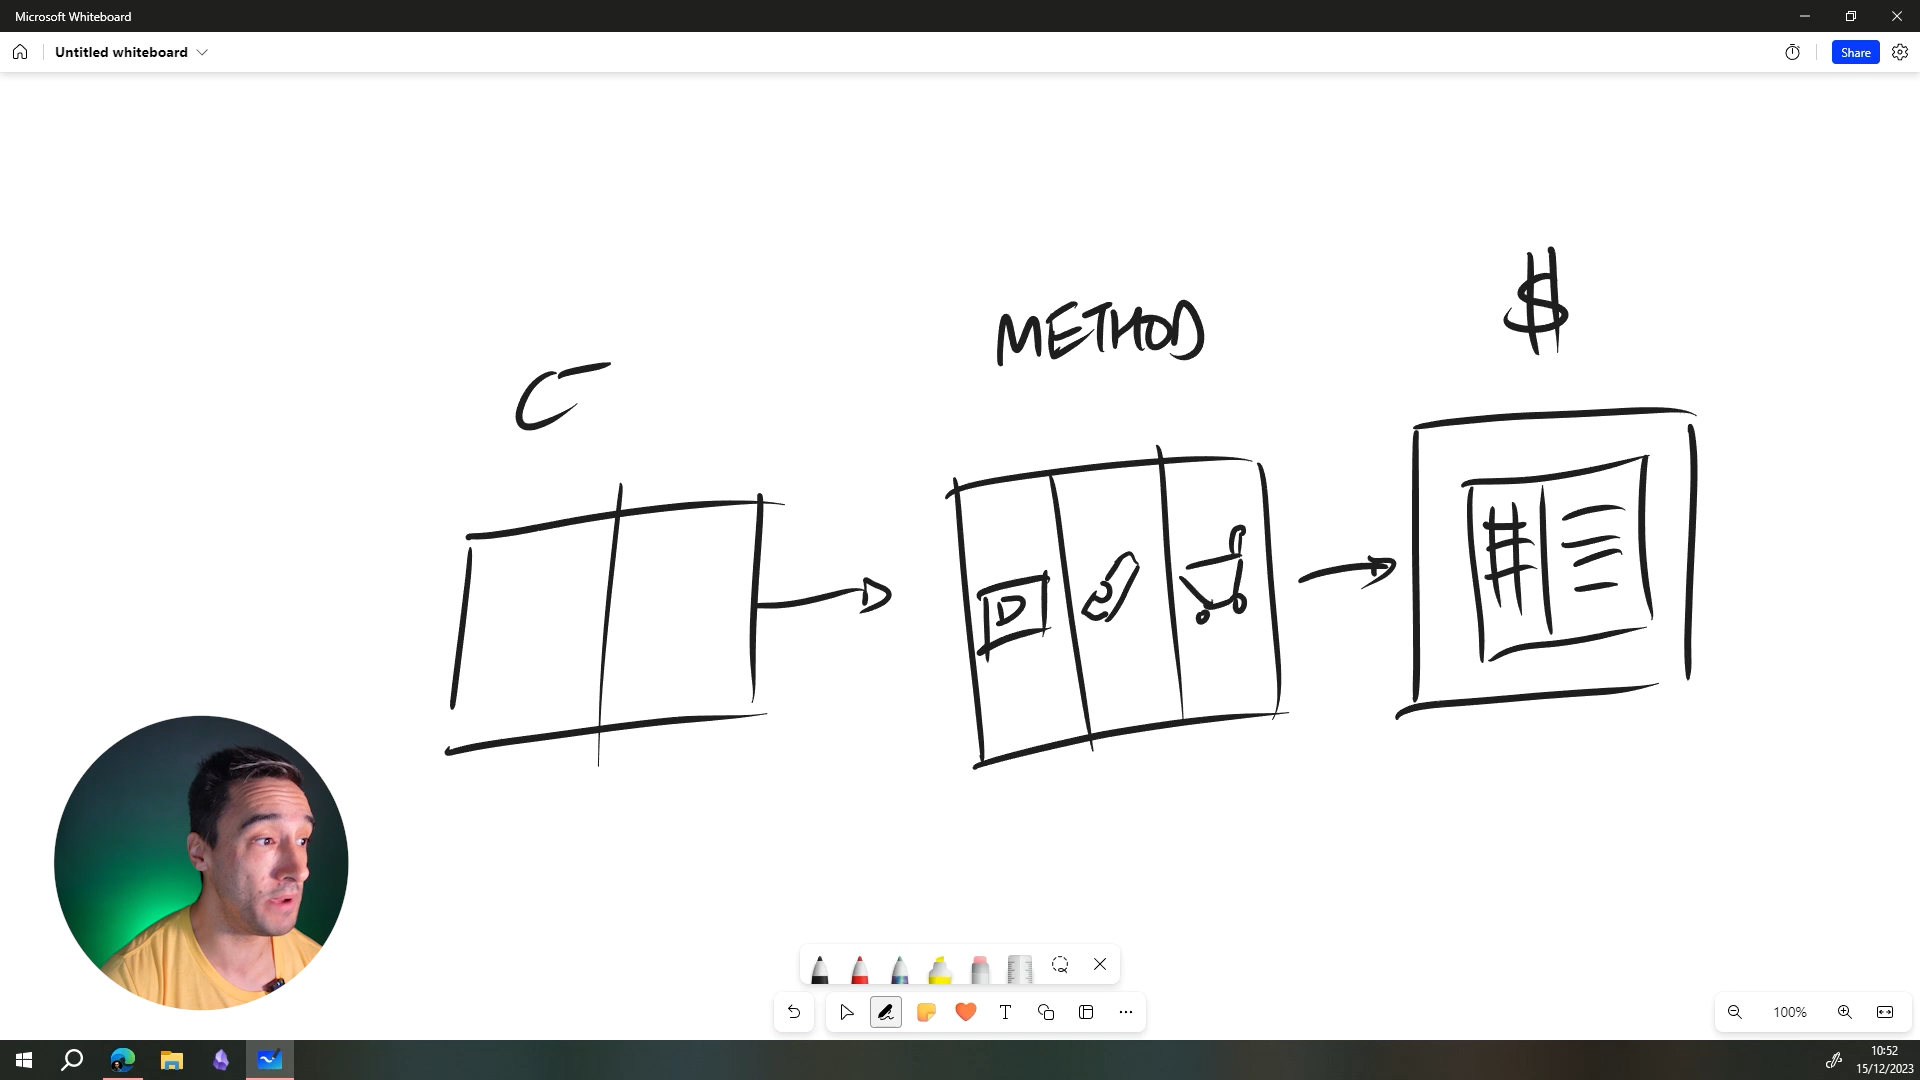 Microsoft Whiteboard
Untitled whiteboard
Share
$
METHOD
C
D
100%
10:52
15/12/2023